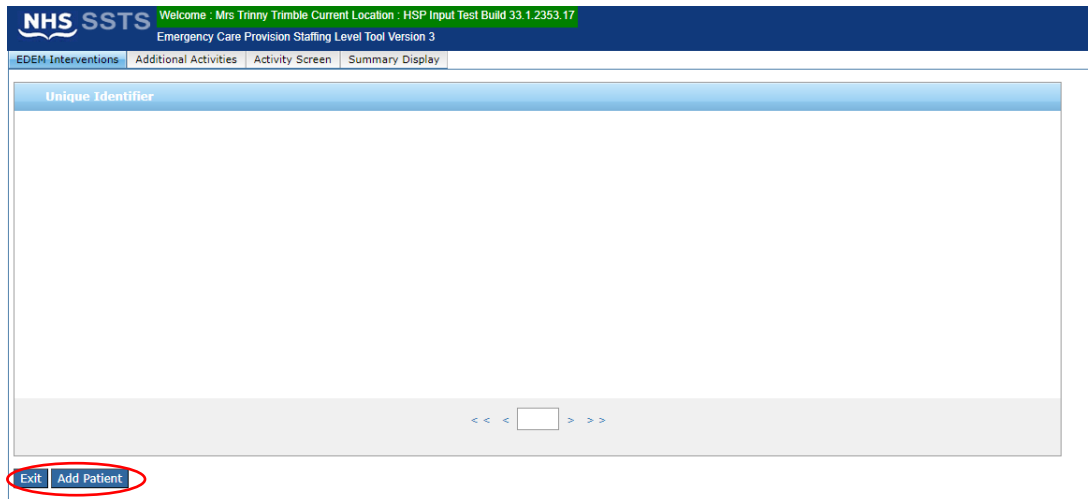 NHS SSTS Welcome : Mrs Trinny Trimble Current Location : HSP Input Test Build 33.1.2353.17
Emergency Care Provision Staffing Level Tool Version 3
EDEM Interventions Additional Activities Activity Screen Summary Display
Unique Identifier
< < < > > >
Exit Add Patient